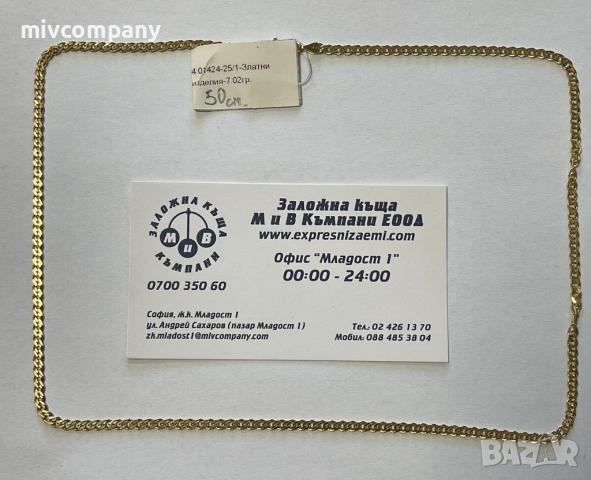 mivcompany
401424-25/1-Златни
изделия-7.02гр.
50см.
ЗАЛОЖНА КЪЩА
М и В
КЪМПАНИ
0700 350 60
Заложна къща
М и В Къмпани ЕООД
www.expresnizaemi.com
Офис "Младост 1"
00:00 - 24:00
София, ж.к. Младост 1
ул. Андрей Сахаров (пазар Младост 1)
zk.mladost1@mivcompany.com
Тел.: 02 426 13 70
Мобил: 088 485 38 04
mivcompany
BAZAR